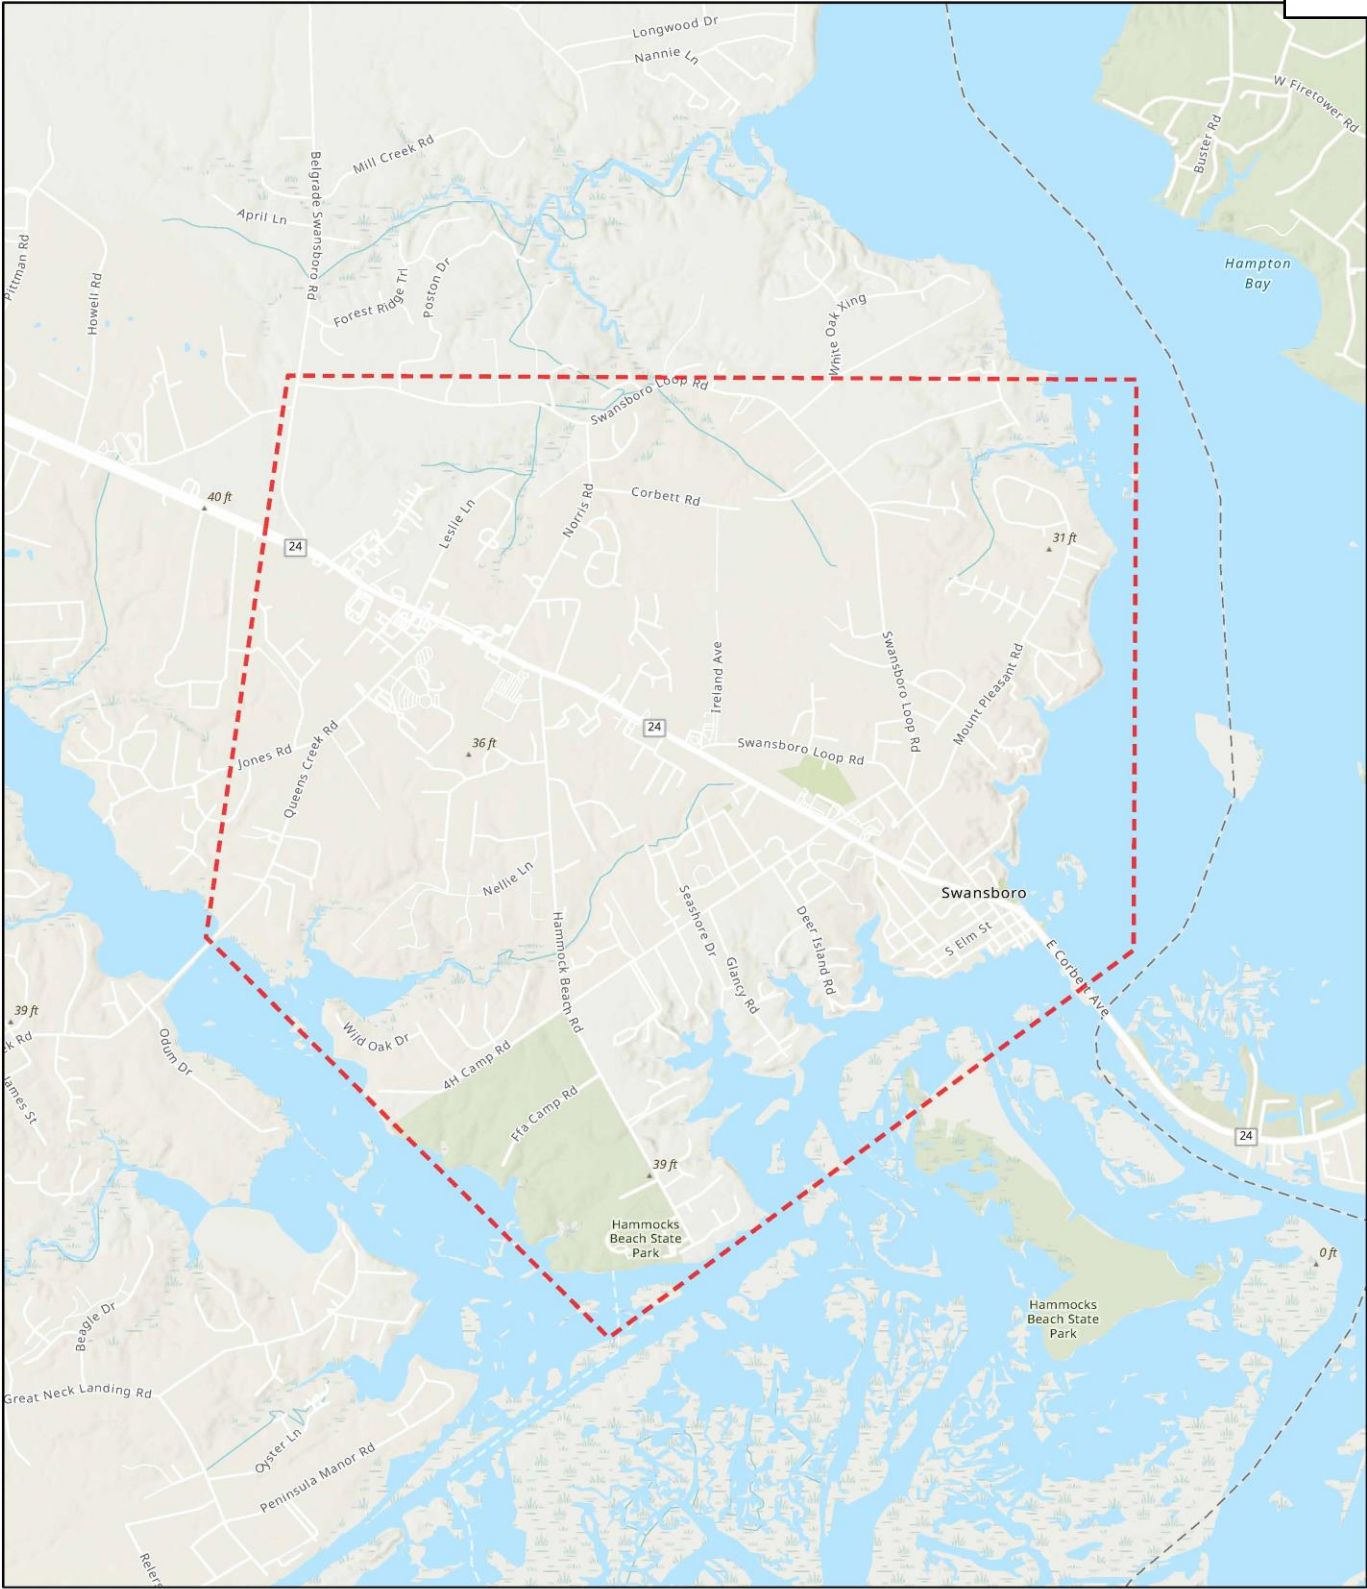 Longwood Dr
Nannie Ln
W Firetower Rd
Buster Rd
Mill Creek Rd
Belgrade Swansboro Rd
April Ln
Pittman Rd
Howell Rd
Forest Ridge Trl
Poston Dr
Hampton
Bay
White Oak Xing
Swansboro Loop Rd
40 ft
24
Leslie Ln
Norris Rd
Corbett Rd
31 ft
Ireland Ave
Swansboro Loop Rd
Mount Pleasant Rd
24
36 ft
Jones Rd
Queens Creek Rd
Swansboro Loop Rd
Nellie Ln
Swansboro
Seashore Dr
Deer Island Rd
S Elm St
Hammock Beach Rd
Glancy Rd
E Corbett Ave
39 ft
ek Rd
James St
Odum Dr
Wild Oak Dr
4H Camp Rd
Ffa Camp Rd
24
39 ft
Hammocks
Beach State
Park
0 ft
Hammocks
Beach State
Park
Beagle Dr
Great Neck Landing Rd
Oyster Ln
Peninsula Manor Rd